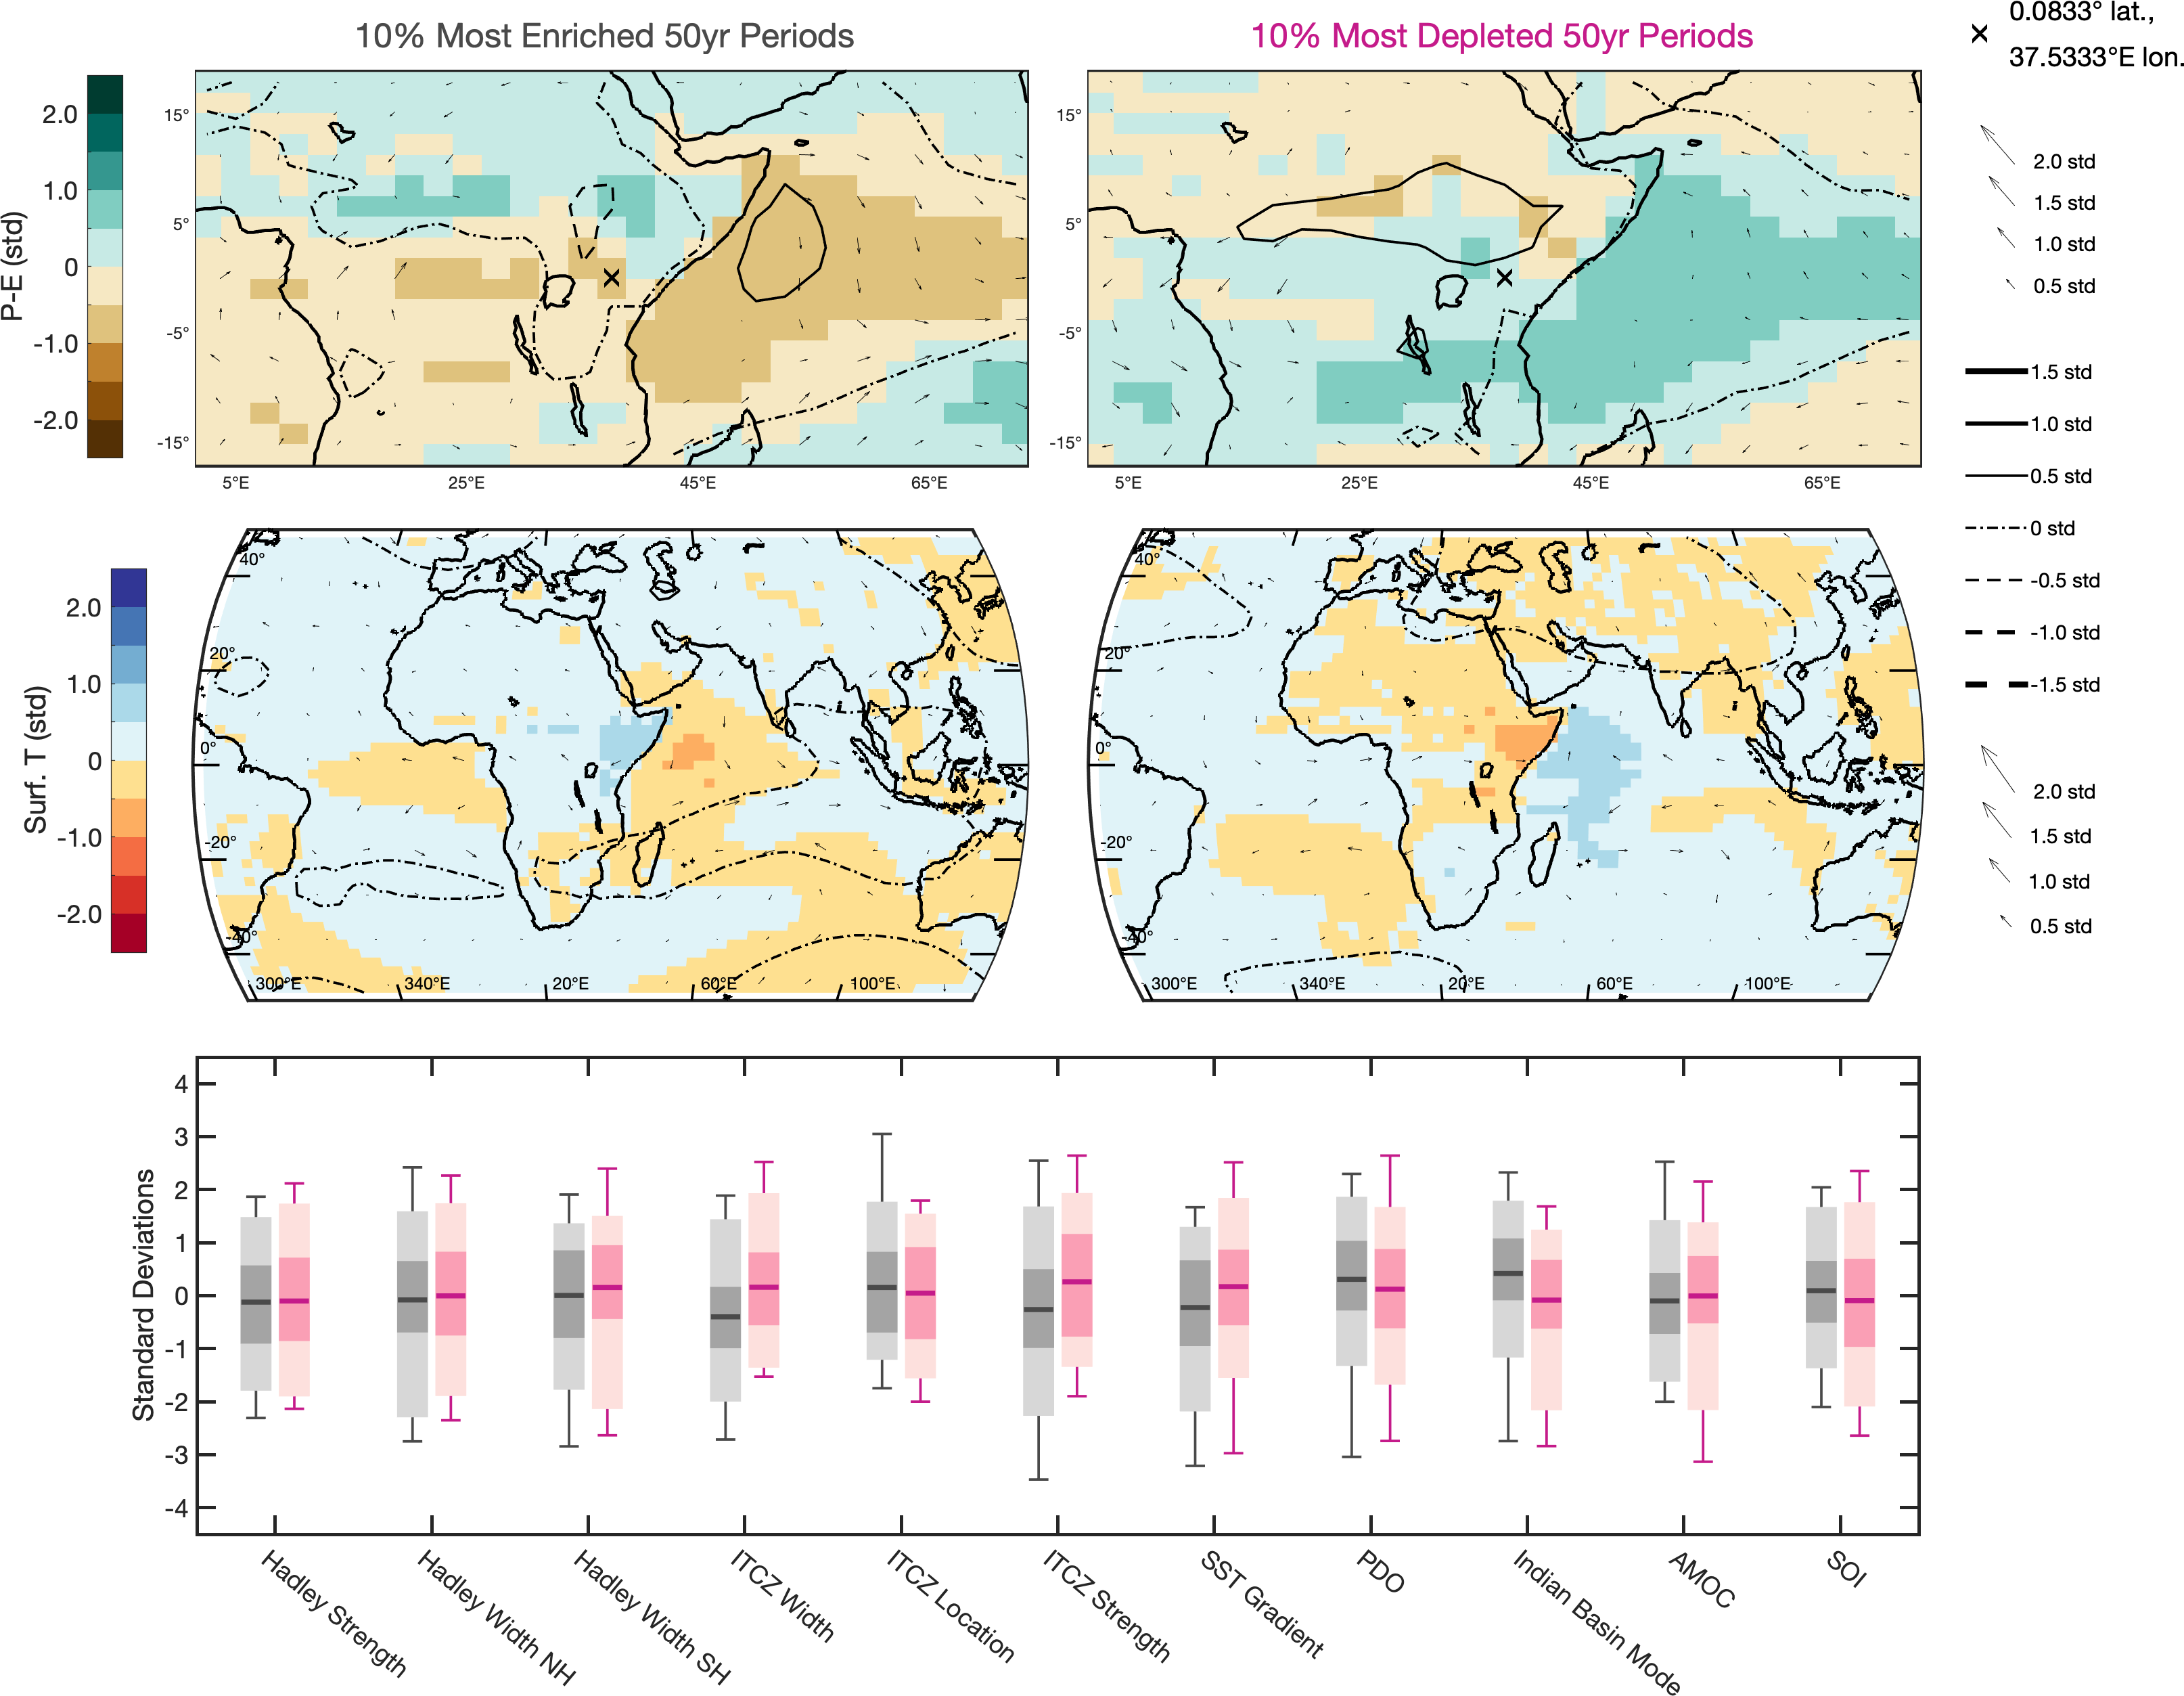 10% Most Enriched 50yr Periods
10% Most Depleted 50yr Periods
0.0833° lat.,
37.5333°E lon.
P-E (std)
2.0
1.0
0
-1.0
-2.0
15°
5°
-5°
-15°
5°E
25°E
45°E
65°E
15°
5°
-5°
-15°
5°E
25°E
45°E
65°E
2.0 std
1.5 std
1.0 std
0.5 std
1.5 std
1.0 std
0.5 std
0 std
-0.5 std
-1.0 std
-1.5 std
Surf. T (std)
2.0
1.0
0
-1.0
-2.0
40°
20°
0°
-20°
-40°
300°E
340°E
20°E
60°E
100°E
40°
20°
0°
-20°
-40°
300°E
340°E
20°E
60°E
100°E
2.0 std
1.5 std
1.0 std
0.5 std
Standard Deviations
4
3
2
1
0
-1
-2
-3
-4
Hadley Strength
Hadley Width NH
Hadley Width SH
ITCZ Width
ITCZ Location
ITCZ Strength
SST Gradient
PDO
Indian Basin Mode
AMOC
SOI